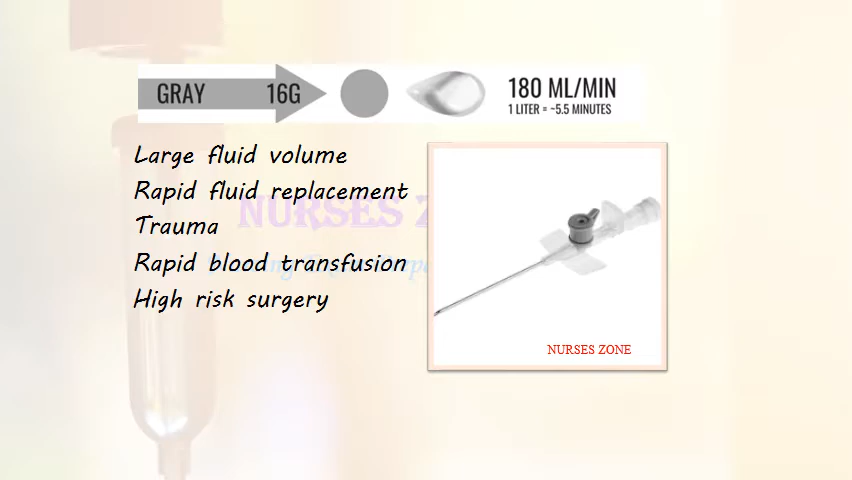 GRAY 16G 180 ML/MIN
1 LITER = ~5.5 MINUTES
Large fluid volume
Rapid fluid replacement
NURSES Z
Trauma
Rapid blood transfusion
High risk surgery
NURSES ZONE